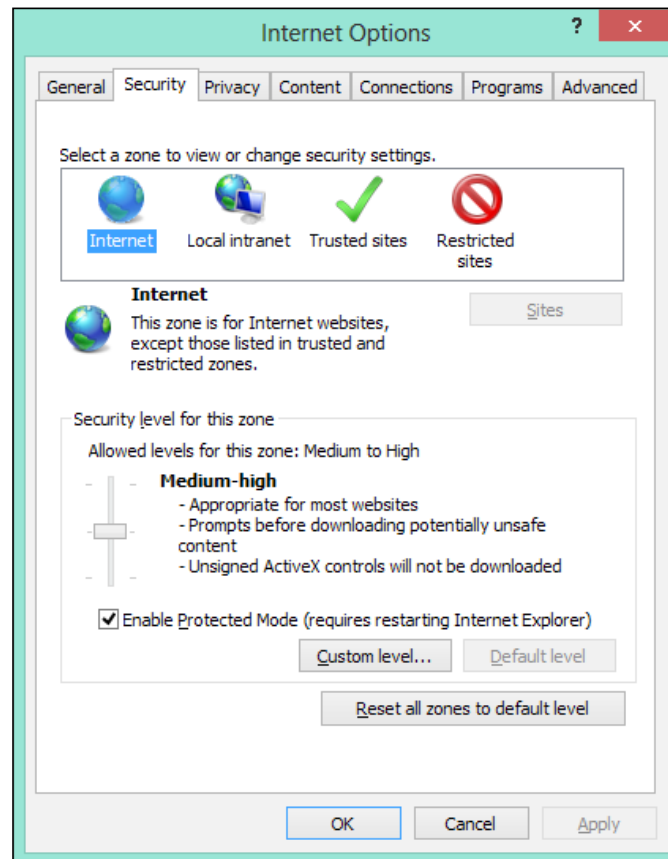 Internet Options
?
General Security Privacy Content Connections Programs Advanced
Select a zone to view or change security settings.
Internet Local intranet Trusted sites Restricted
sites
Internet
Sites
This zone is for Internet websites,
except those listed in trusted and
restricted zones.
Security level for this zone
Allowed levels for this zone: Medium to High
Medium-high
- Appropriate for most websites
- Prompts before downloading potentially unsafe
content
- Unsigned ActiveX controls will not be downloaded
Enable Protected Mode (requires restarting Internet Explorer)
Custom level... Default level
Reset all zones to default level
OK Cancel Apply